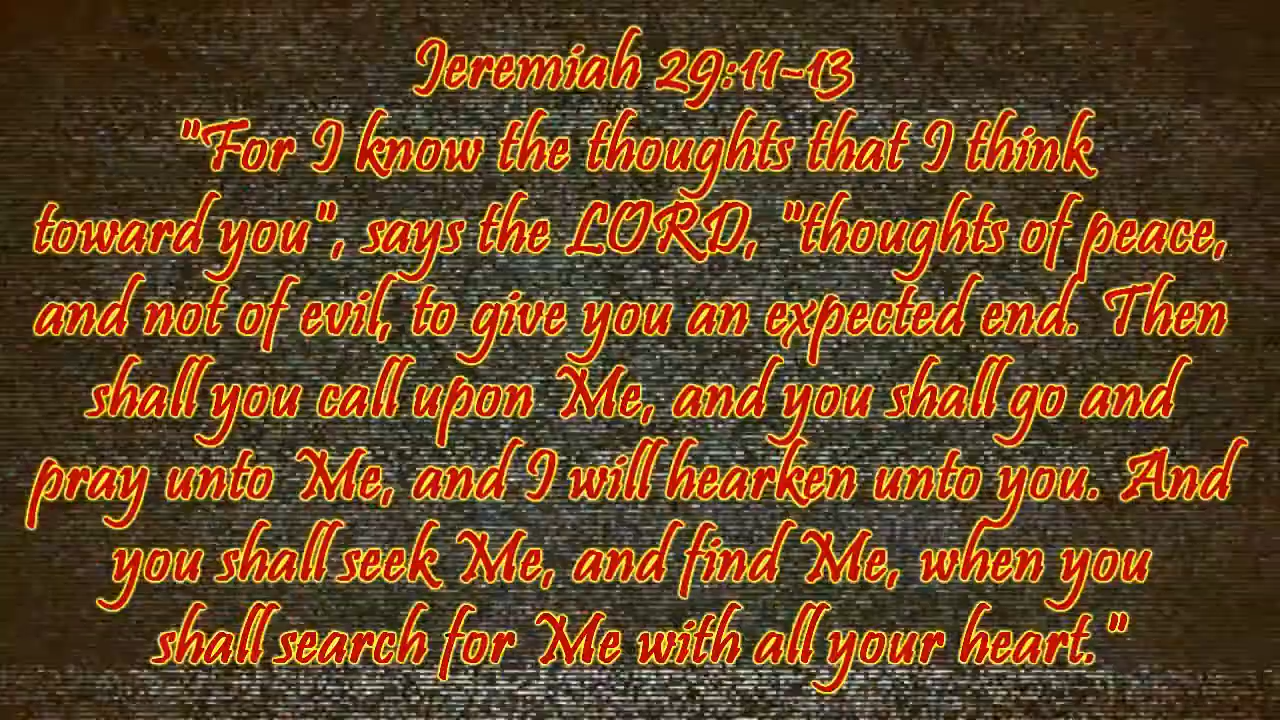 Jeremiah 29:11-13
"For I know the thoughts that I think
toward you", says the LORD, "thoughts of peace,
and not of evil, to give you an expected end. Then
shall you call upon Me, and you shall go and
pray unto Me, and I will hearken unto you. And
you shall seek Me, and find Me, when you
shall search for Me with all your heart."